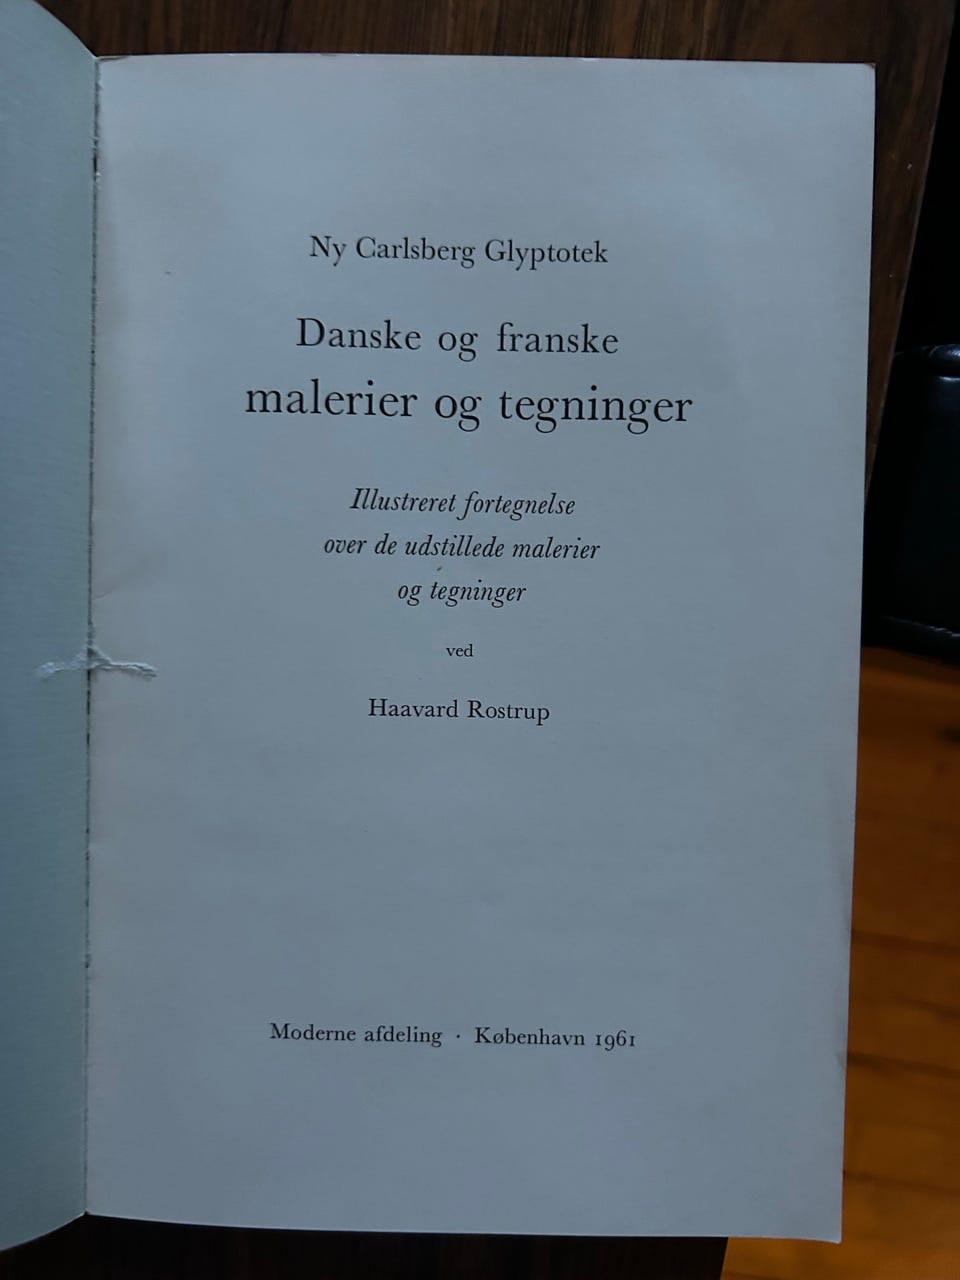 Ny Carlsberg Glyptotek
Danske og franske
malerier og tegninger
Illustreret fortegnelse
over de udstillede malerier
og tegninger
ved
Haavard Rostrup
Moderne afdeling · København 1961